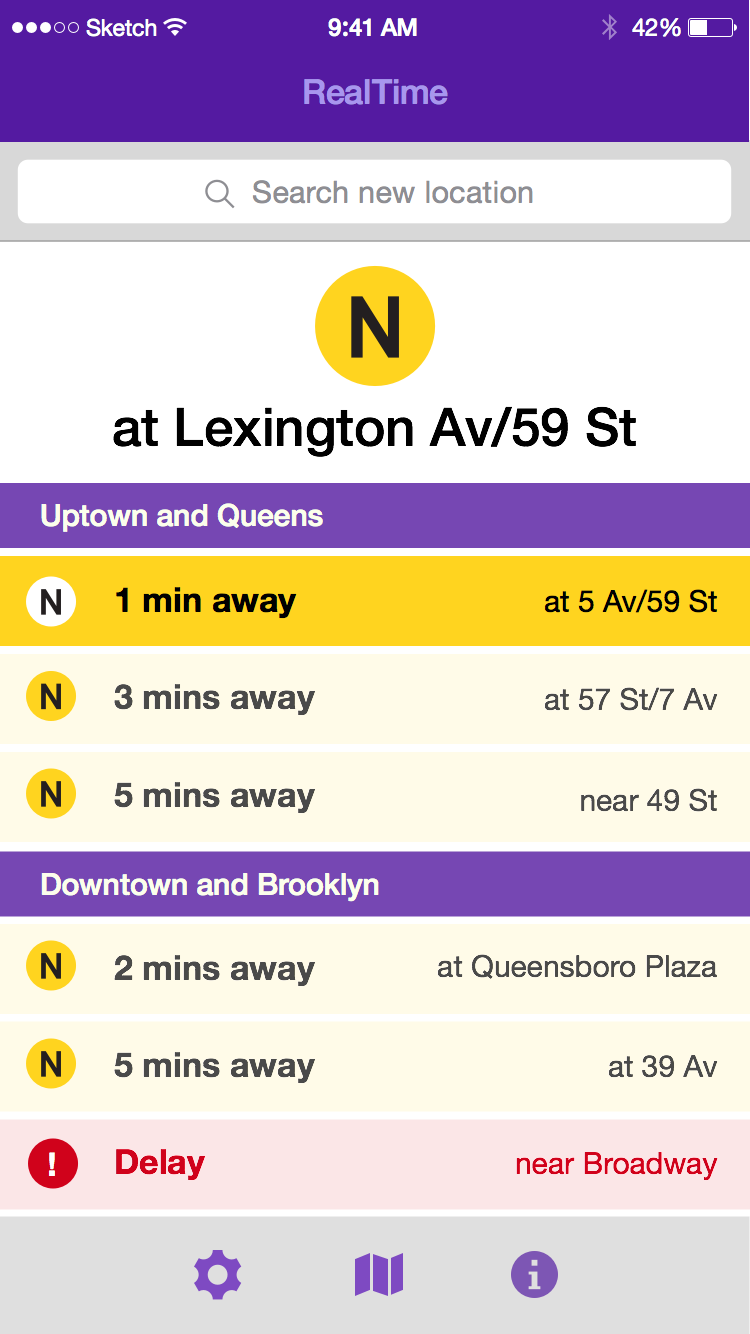 Sketch 9:41 AM 42%
RealTime
Search new location
N
at Lexington Av/59 St
Uptown and Queens
N 1 min away at 5 Av/59 St
N 3 mins away at 57 St/7 Av
N 5 mins away near 49 St
Downtown and Brooklyn
N 2 mins away at Queensboro Plaza
N 5 mins away at 39 Av
! Delay near Broadway
i